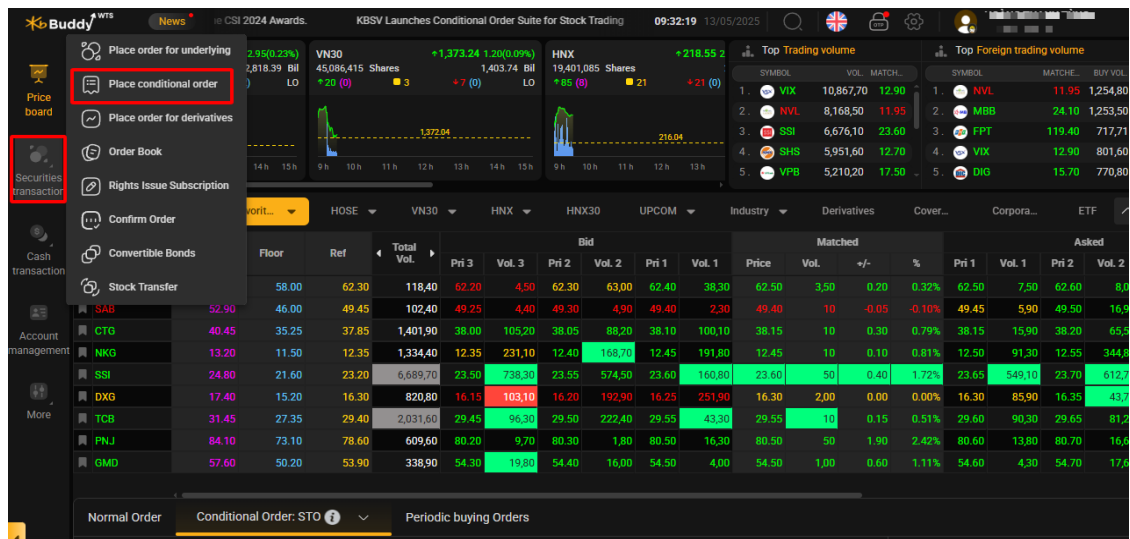 Buddy WTS News ie CSI 2024 Awards. KBSV Launches Conditional Order Suite for Stock Trading 09:32:19 13/05/2025 OTP
Place order for underlying
Place conditional order
Place order for derivatives
Order Book
Rights Issue Subscription
Confirm Order
Convertible Bonds
Stock Transfer
Price board
Securities transaction
Cash transaction
Account management
More
2.95(0.23%)
2,818.39 Bil
LO
14h 15h
VN30 ↑1,373.24 1.20(0.09%)
45,086,415 Shares 1,403.74 Bil
↑20 (0) 3 ↓7 (0) LO
1,372.04
9h 10h 11h 12h 13h 14h 15h
HNX ↑218.55 2
19,401,085 Shares
↑85 (8) 21 ↓21 (0)
216.04
9h 10h 11h 12h 13h
Top Trading volume
SYMBOL VOL. MATCH...
1. VIX 10,867,70 12.90
2. NVL 8,168,50 11.95
3. SSI 6,676,10 23.60
4. SHS 5,951,60 12.70
5. VPB 5,210,20 17.50
Top Foreign trading volume
SYMBOL MATCHE... BUY VOL.
1. NVL 11.95 1,254,80
2. MBB 24.10 1,253,50
3. FPT 119.40 717,71
4. VIX 12.90 801,60
5. DIG 15.70 770,80
vorit... HOSE VN30 HNX HNX30 UPCOM Industry Derivatives Cover... Corpora... ETF
Floor Ref Total Vol. Bid Matched Asked
Pri 3 Vol. 3 Pri 2 Vol. 2 Pri 1 Vol. 1 Price Vol. +/- % Pri 1 Vol. 1 Pri 2 Vol. 2
58.00 62.30 118,40 62.20 4,50 62.30 63,00 62.40 38,30 62.50 3,50 0.20 0.32% 62.50 7,50 62.60 8,0
SAB 52.90 46.00 49.45 102,40 49.25 4,40 49.30 4,90 49.40 2,30 49.40 10 -0.05 -0.10% 49.45 5,90 49.50 16,9
CTG 40.45 35.25 37.85 1,401,90 38.00 105,20 38.05 88,20 38.10 100,10 38.15 10 0.30 0.79% 38.15 15,90 38.20 65,5
NKG 13.20 11.50 12.35 1,334,40 12.35 231,10 12.40 168,70 12.45 191,80 12.45 10 0.10 0.81% 12.50 91,30 12.55 344,8
SSI 24.80 21.60 23.20 6,689,70 23.50 738,30 23.55 574,50 23.60 160,80 23.60 50 0.40 1.72% 23.65 549,10 23.70 612,7
DXG 17.40 15.20 16.30 820,80 16.15 103,10 16.20 192,90 16.25 251,90 16.30 2,00 0.00 0.00% 16.30 85,90 16.35 43,7
TCB 31.45 27.35 29.40 2,031,60 29.45 96,30 29.50 222,40 29.55 43,30 29.55 10 0.15 0.51% 29.60 90,30 29.65 81,2
PNJ 84.10 73.10 78.60 609,60 80.20 9,70 80.30 1,80 80.50 16,30 80.50 50 1.90 2.42% 80.60 13,80 80.70 16,6
GMD 57.60 50.20 53.90 338,90 54.30 19,80 54.40 16,00 54.50 4,00 54.50 1,00 0.60 1.11% 54.60 4,30 54.70 17,6
Normal Order Conditional Order: STO Periodic buying Orders